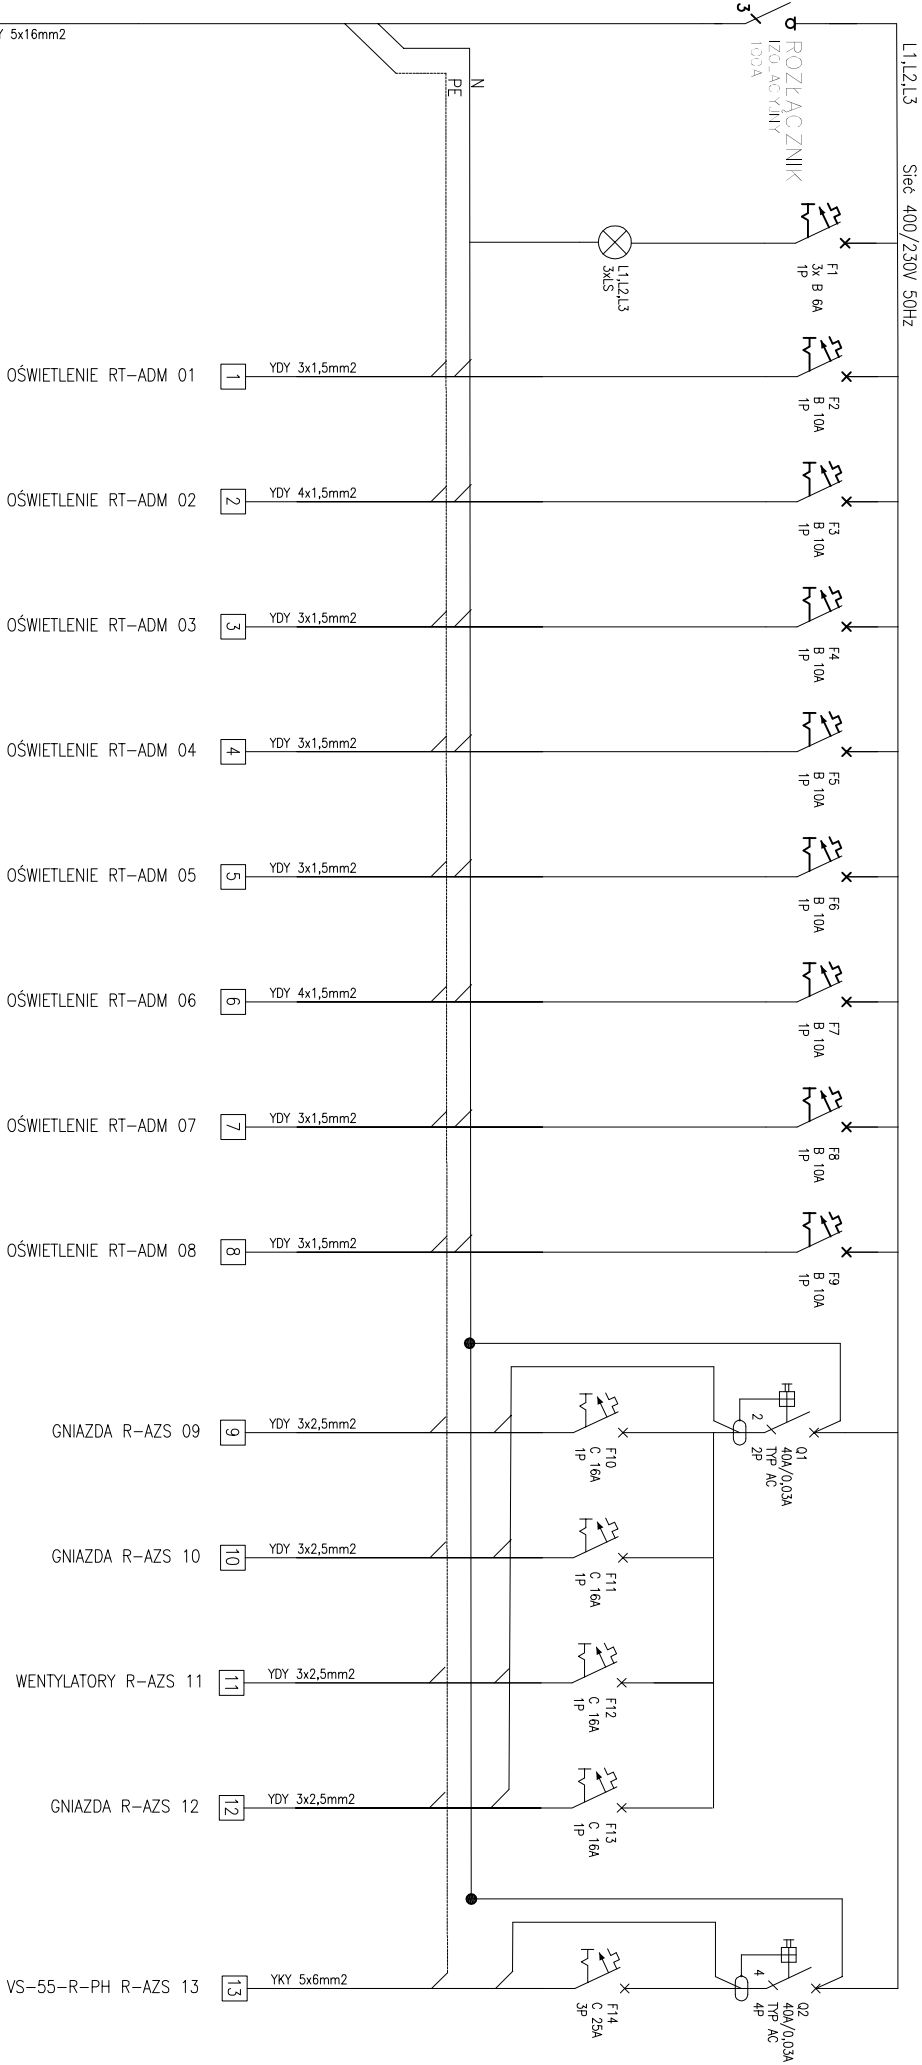 Y 5x16mm2
3
ROZŁĄCZNIK
IZOLACYJNY
100A
L1,L2,L3
Sieć 400/230V 50Hz
N
PE
F1
3x B 6A
1P
L1,L2,L3
3xLS
OŚWIETLENIE RT-ADM 01
1
YDY 3x1,5mm2
F2
B 10A
1P
OŚWIETLENIE RT-ADM 02
2
YDY 4x1,5mm2
F3
B 10A
1P
OŚWIETLENIE RT-ADM 03
3
YDY 3x1,5mm2
F4
B 10A
1P
OŚWIETLENIE RT-ADM 04
4
YDY 3x1,5mm2
F5
B 10A
1P
OŚWIETLENIE RT-ADM 05
5
YDY 3x1,5mm2
F6
B 10A
1P
OŚWIETLENIE RT-ADM 06
6
YDY 4x1,5mm2
F7
B 10A
1P
OŚWIETLENIE RT-ADM 07
7
YDY 3x1,5mm2
F8
B 10A
1P
OŚWIETLENIE RT-ADM 08
8
YDY 3x1,5mm2
F9
B 10A
1P
Q1
40A/0,03A
TYP AC
2P
2
GNIAZDA R-AZS 09
9
YDY 3x2,5mm2
F10
C 16A
1P
GNIAZDA R-AZS 10
10
YDY 3x2,5mm2
F11
C 16A
1P
WENTYLATORY R-AZS 11
11
YDY 3x2,5mm2
F12
C 16A
1P
GNIAZDA R-AZS 12
12
YDY 3x2,5mm2
F13
C 16A
1P
Q2
40A/0,03A
TYP AC
4P
4
VS-55-R-PH R-AZS 13
13
YKY 5x6mm2
F14
C 25A
3P